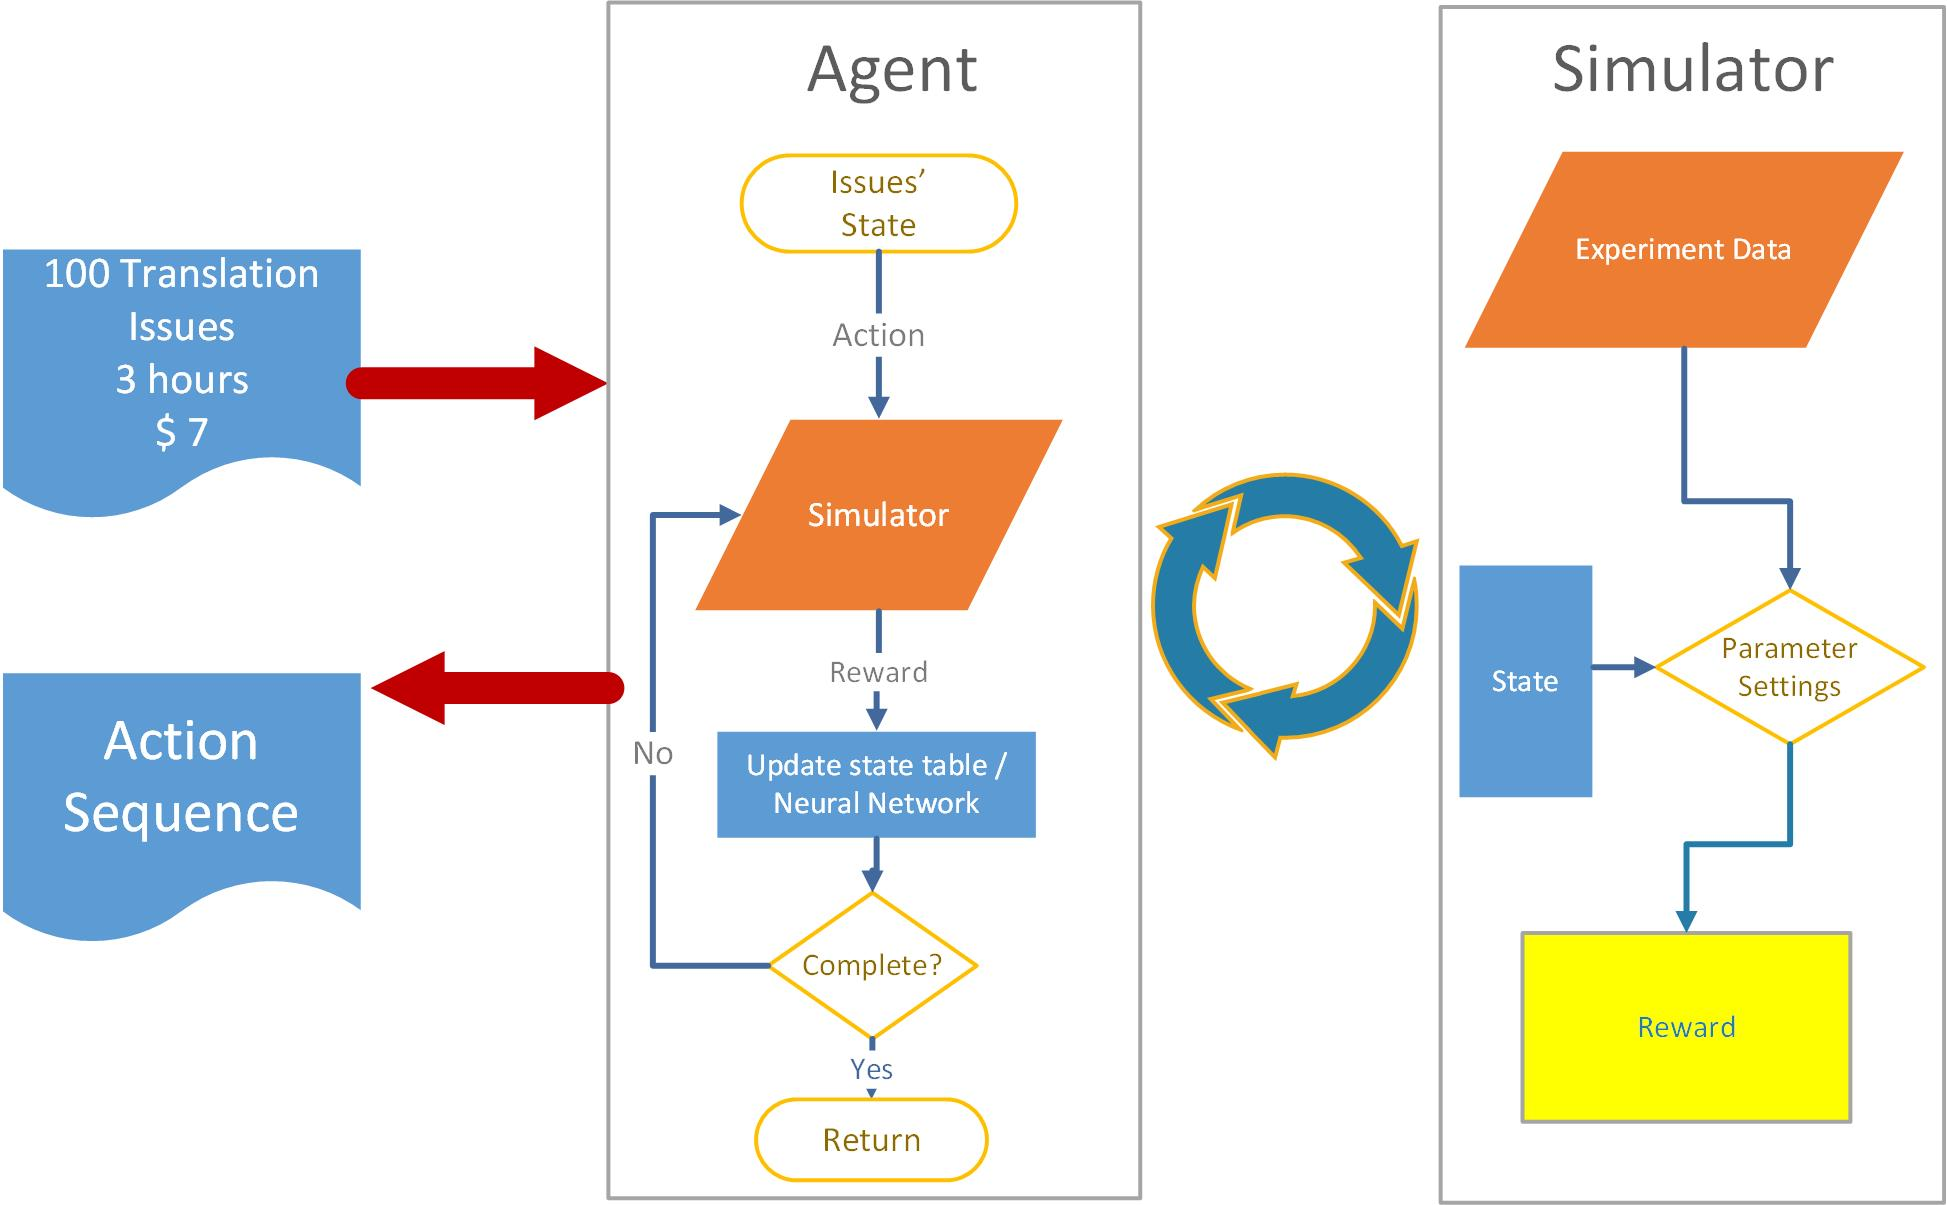 100 Translation
Issues
3 hours
$ 7
Action
Sequence
Agent
Issues’
State
Action
Simulator
Reward
No
Update state table /
Neural Network
Complete?
Yes
Return
Simulator
Experiment Data
State
Parameter
Settings
Reward